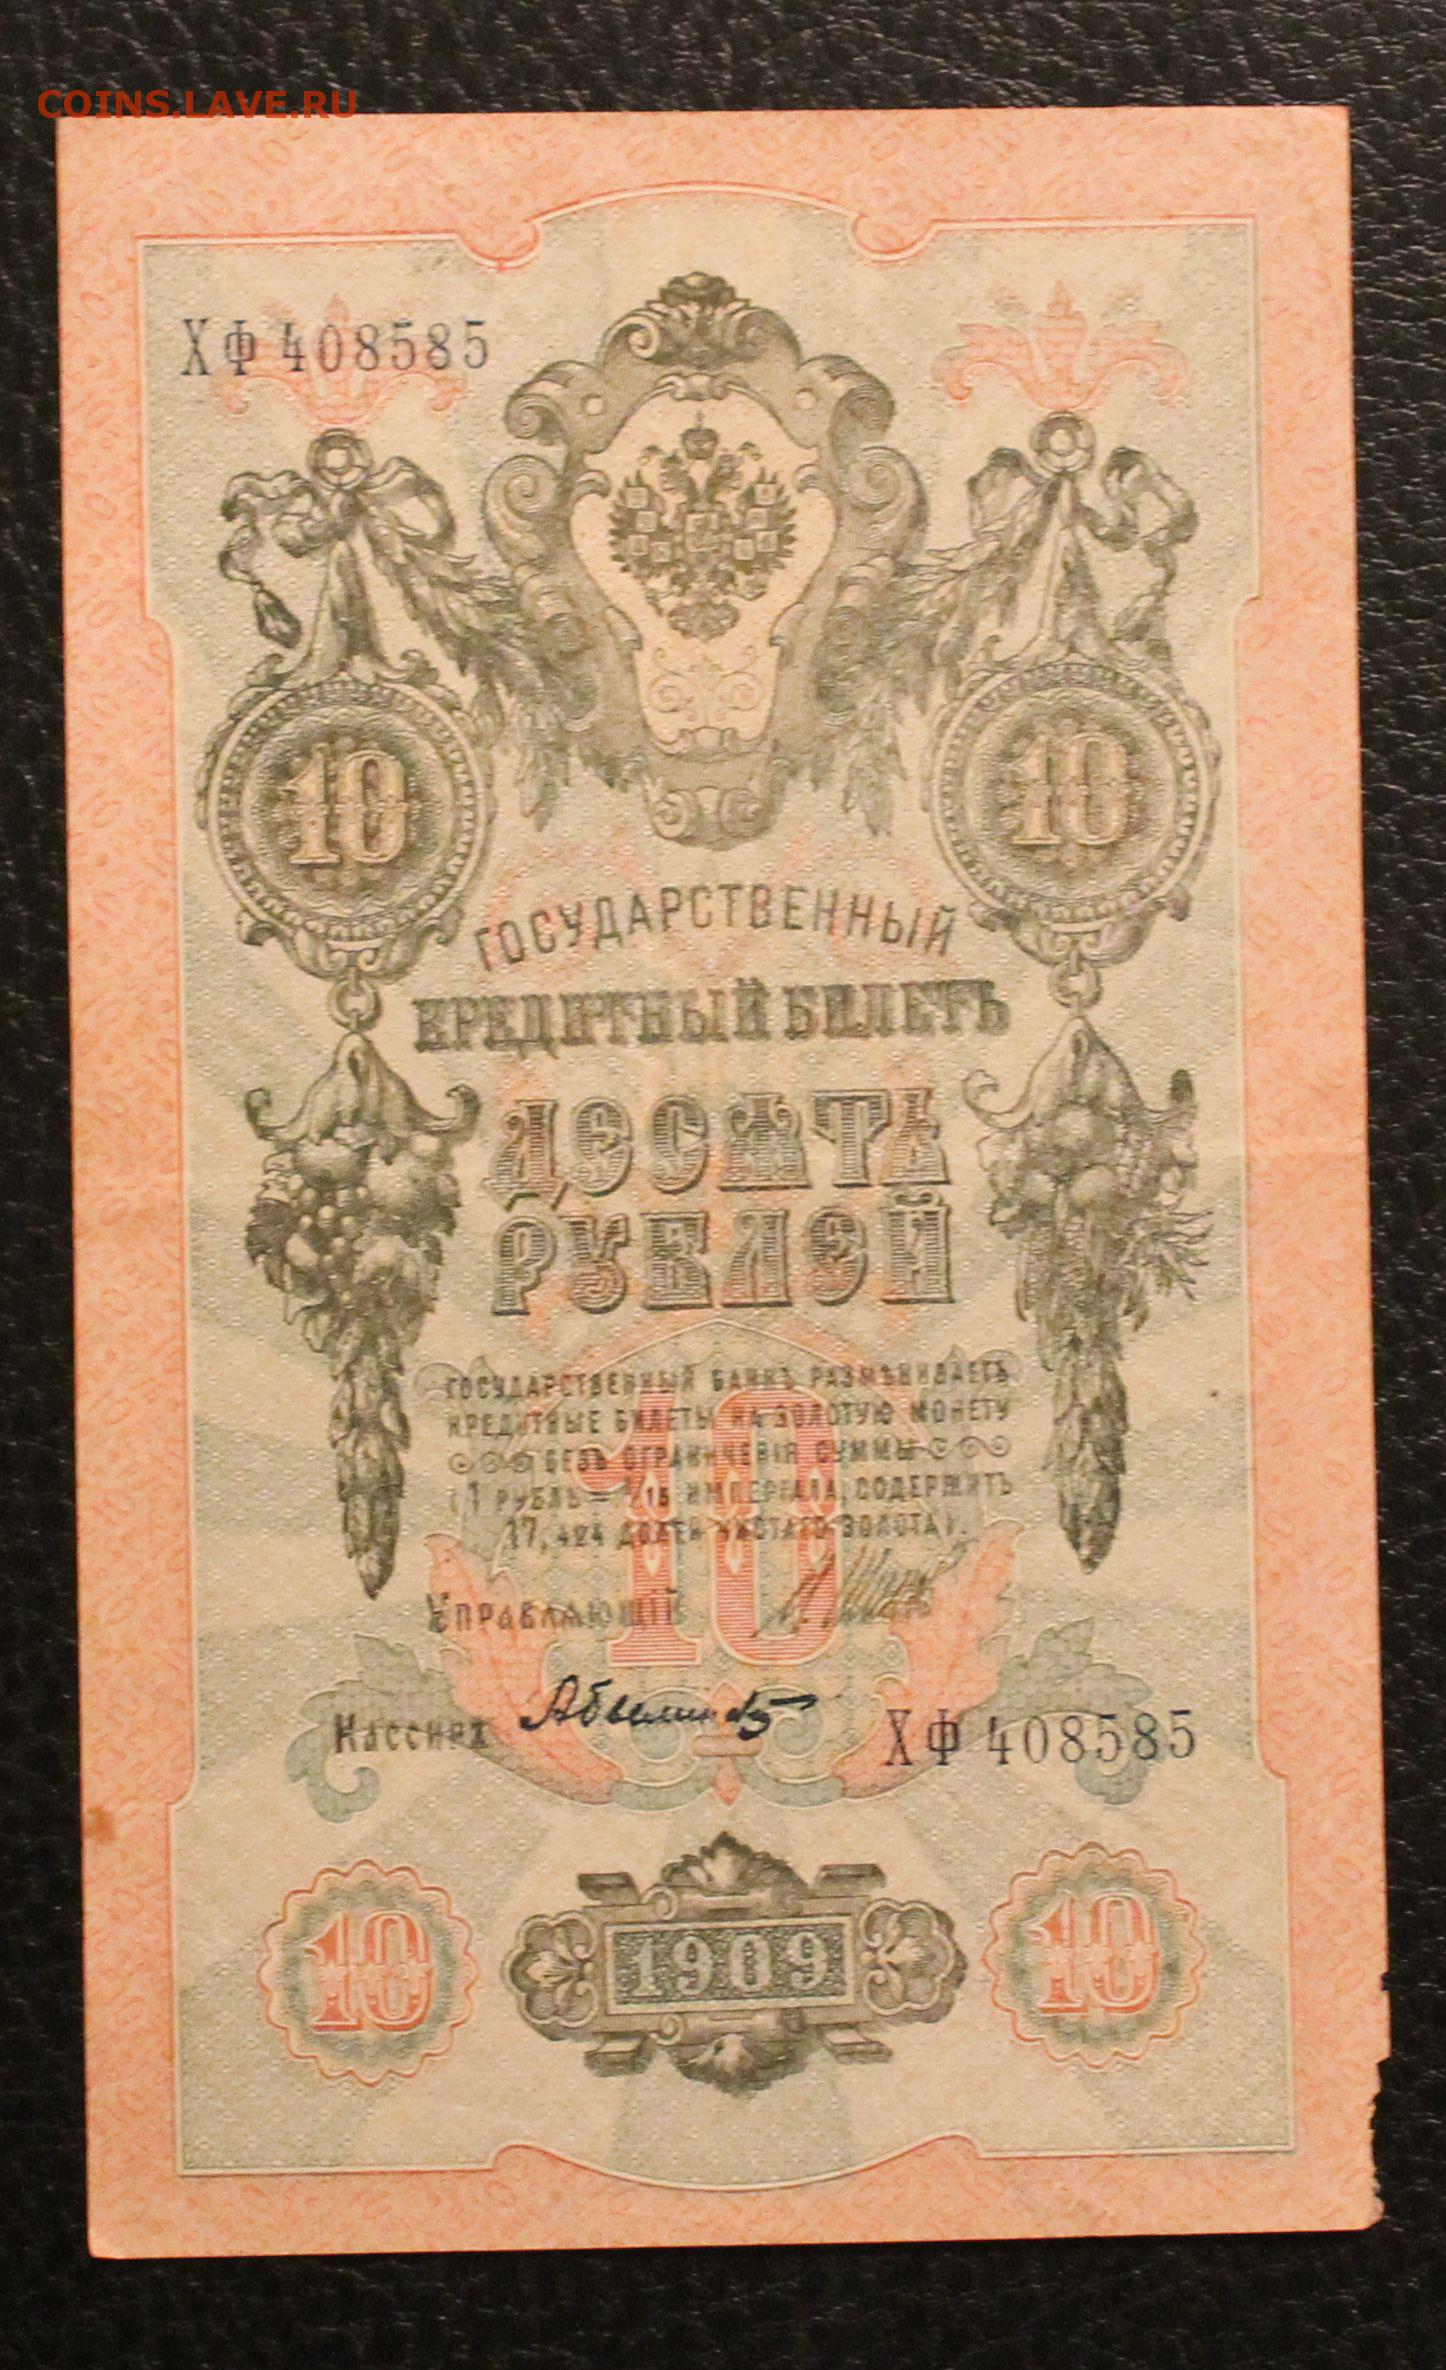 COINS.LAVE.RU
ХФ 408585
10 10
ГОСУДАРСТВЕННЫЙ
КРЕДИТНЫЙ БИЛЕТЪ
ДЕСѦТЬ
РУБЛЕЙ
ГОСУДАРСТВЕННЫЙ БАНКЪ РАЗМѢНИВАЕТЪ
КРЕДИТНЫЕ БИЛЕТЫ НА ЗОЛОТУЮ МОНЕТУ
БЕЗЪ ОГРАНИЧЕНІЯ СУММЫ
(1 РУБЛЬ = 1/15 ИМПЕРІАЛА, СОДЕРЖИТЪ
17,424 ДОЛЕЙ ЧИСТАГО ЗОЛОТА).
10
Управляющій
Кассиръ
ХФ 408585
10 1909 10